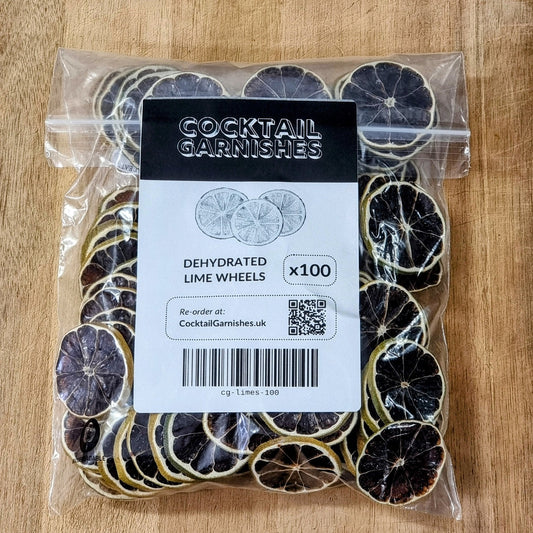 COCKTAIL
GARNISHES
DEHYDRATED
LIME WHEELS
x100
Re-order at:
CocktailGarnishes.uk
cg-limes-100